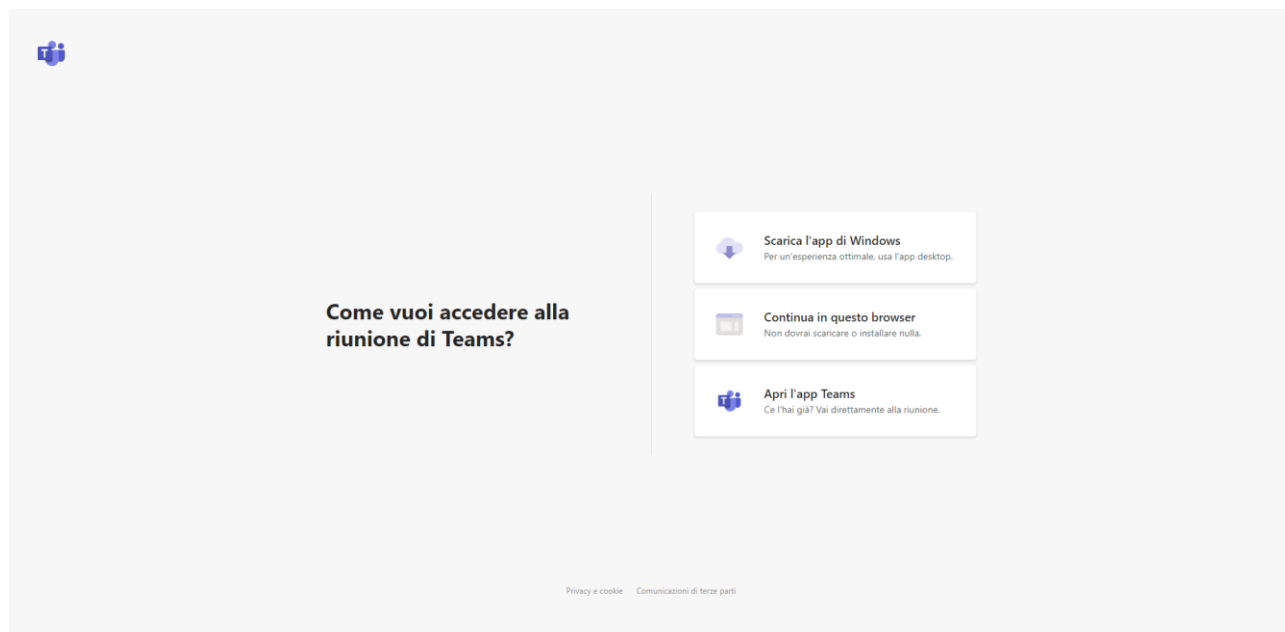 Come vuoi accedere alla
riunione di Teams?
Scarica l'app di Windows
Per un'esperienza ottimale, usa l'app desktop.
Continua in questo browser
Non dovrai scaricare o installare nulla.
Apri l'app Teams
Ce l'hai già? Vai direttamente alla riunione.
Privacy e cookie Comunicazioni di terze parti